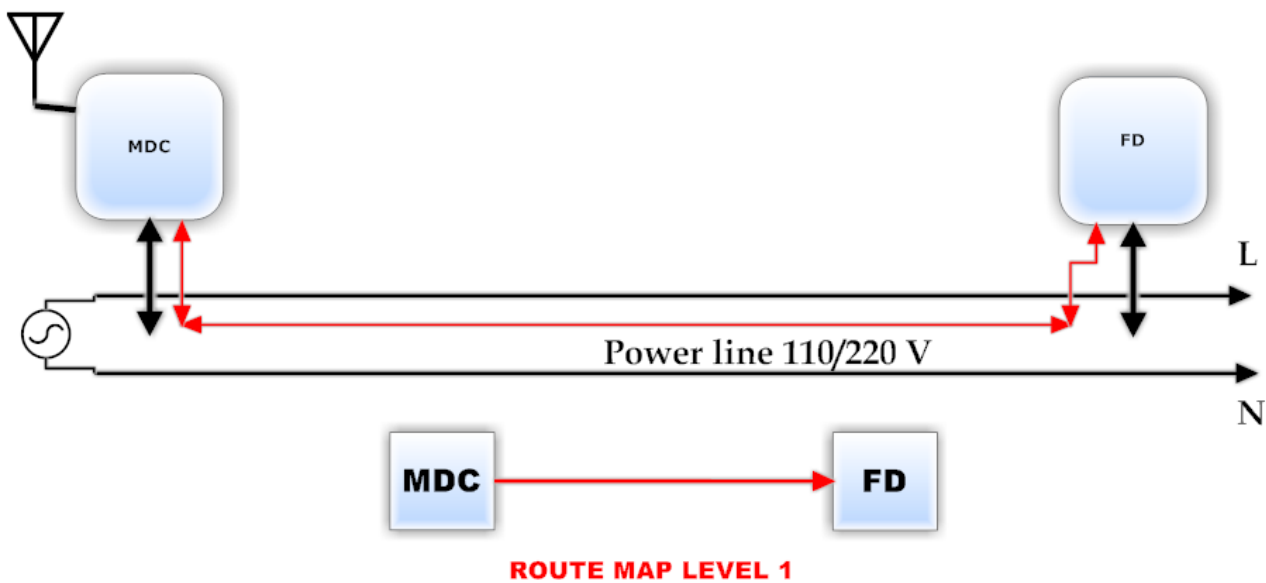 MDC
FD
L
Power line 110/220 V
N
MDC
FD
ROUTE MAP LEVEL 1